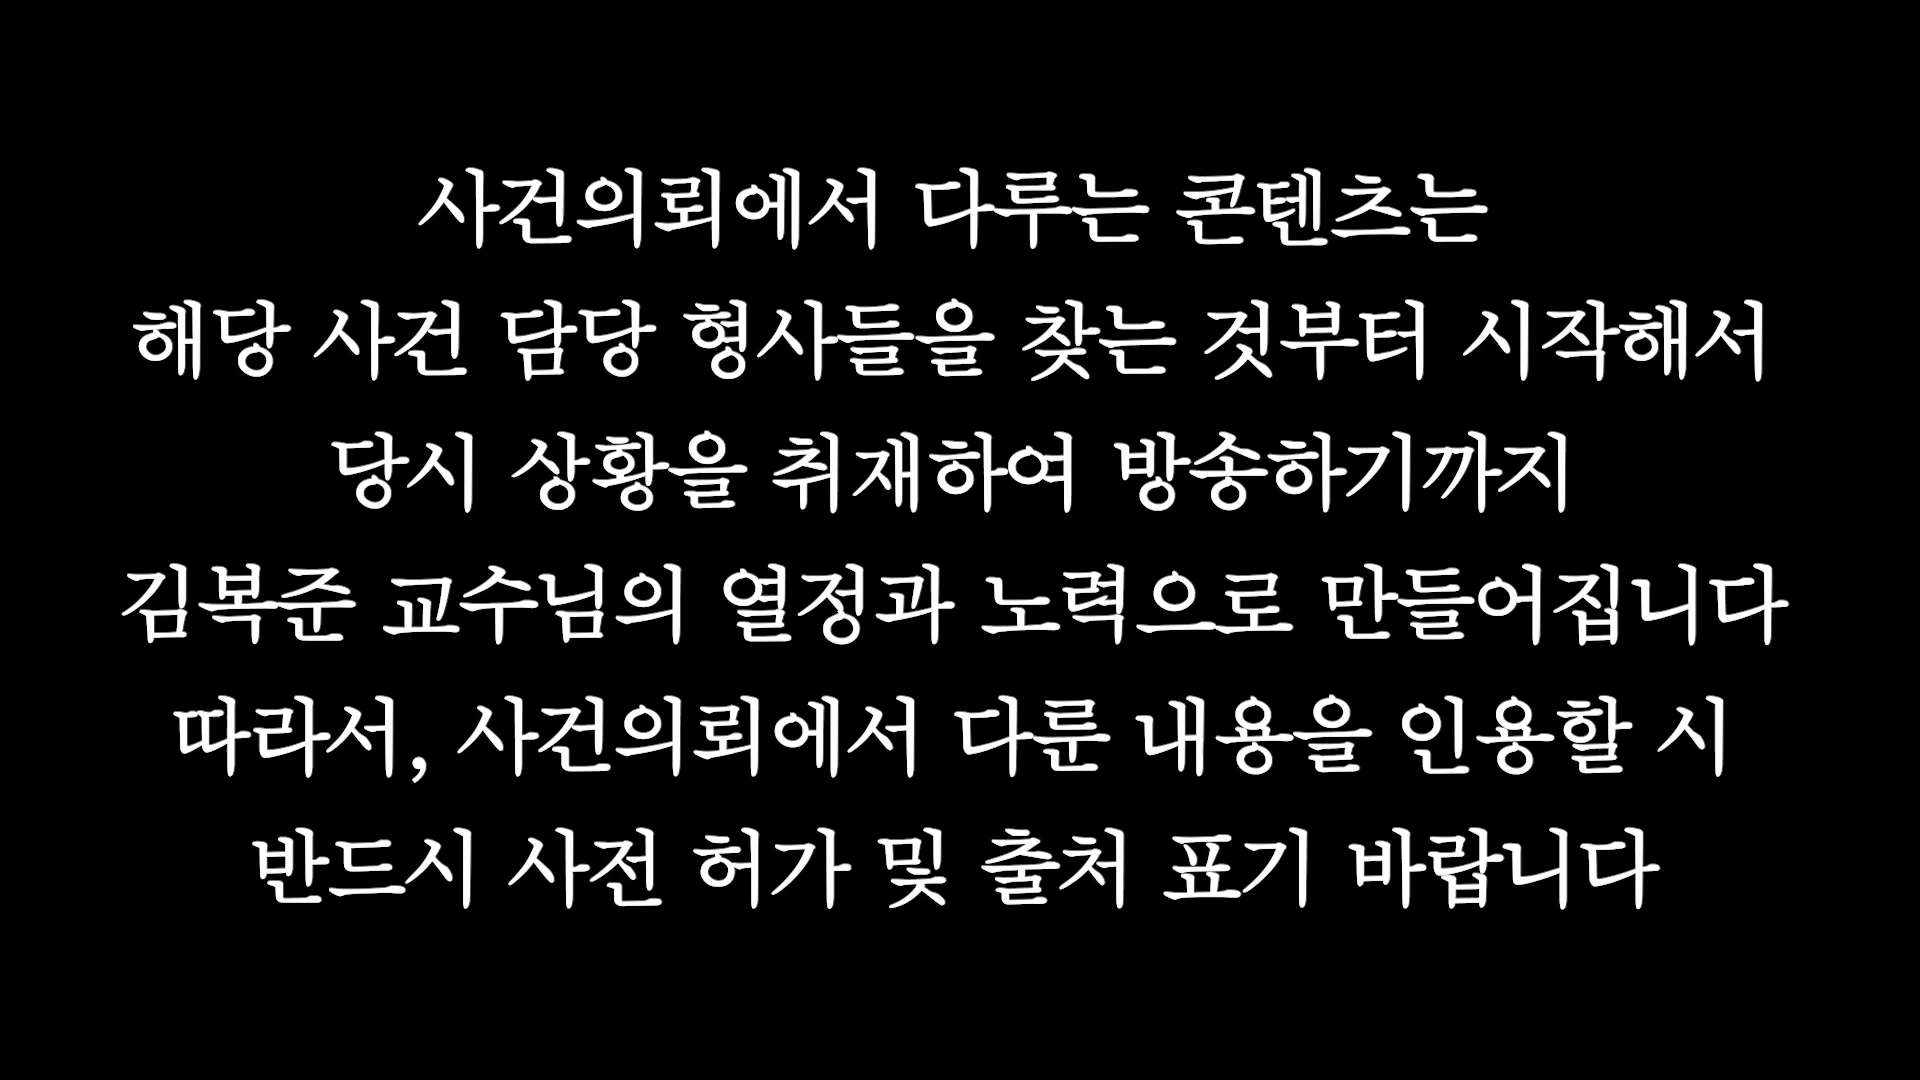 사건의뢰에서 다루는 콘텐츠는
해당 사건 담당 형사들을 찾는 것부터 시작해서
당시 상황을 취재하여 방송하기까지
김복준 교수님의 열정과 노력으로 만들어집니다
따라서, 사건의뢰에서 다룬 내용을 인용할 시
반드시 사전 허가 및 출처 표기 바랍니다